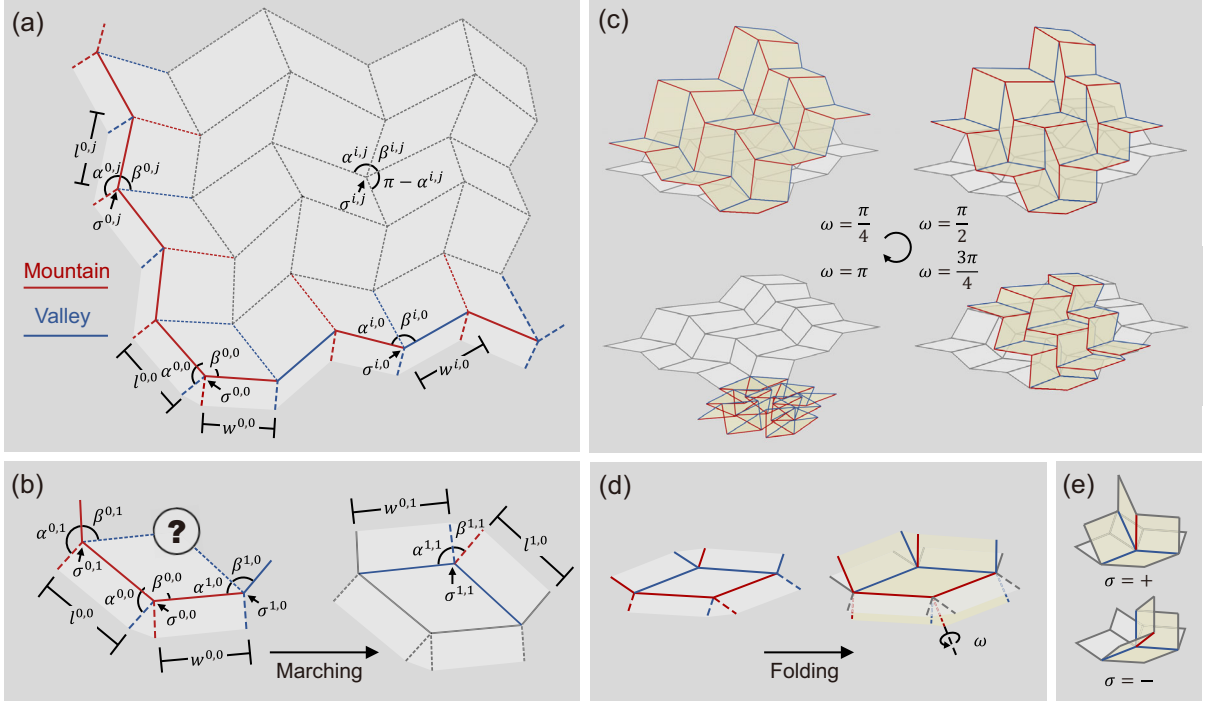 (a)
l^{0,j}
α^{0,j}
β^{0,j}
σ^{0,j}
α^{i,j}
β^{i,j}
π − α^{i,j}
σ^{i,j}
Mountain
Valley
l^{0,0}
α^{0,0}
β^{0,0}
σ^{0,0}
w^{0,0}
α^{i,0}
β^{i,0}
σ^{i,0}
w^{i,0}
(b)
α^{0,1}
β^{0,1}
σ^{0,1}
?
l^{0,0}
α^{0,0}
β^{0,0}
σ^{0,0}
α^{1,0}
β^{1,0}
σ^{1,0}
w^{0,0}
Marching
w^{0,1}
α^{1,1}
β^{1,1}
σ^{1,1}
l^{1,0}
(c)
ω = π/4
ω = π/2
ω = π
ω = 3π/4
(d)
Folding
ω
(e)
σ = +
σ = −